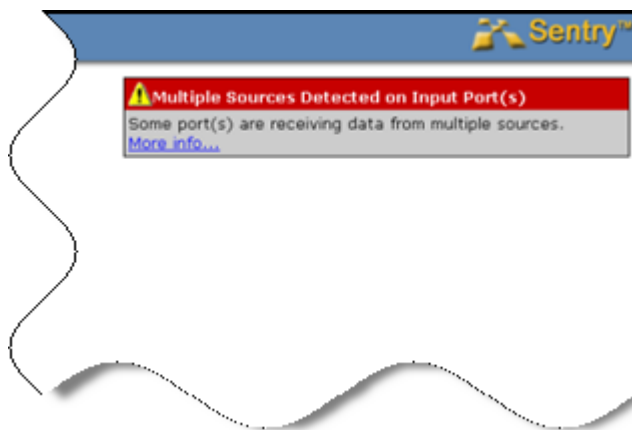 Sentry™
Multiple Sources Detected on Input Port(s)
Some port(s) are receiving data from multiple sources.
More info...